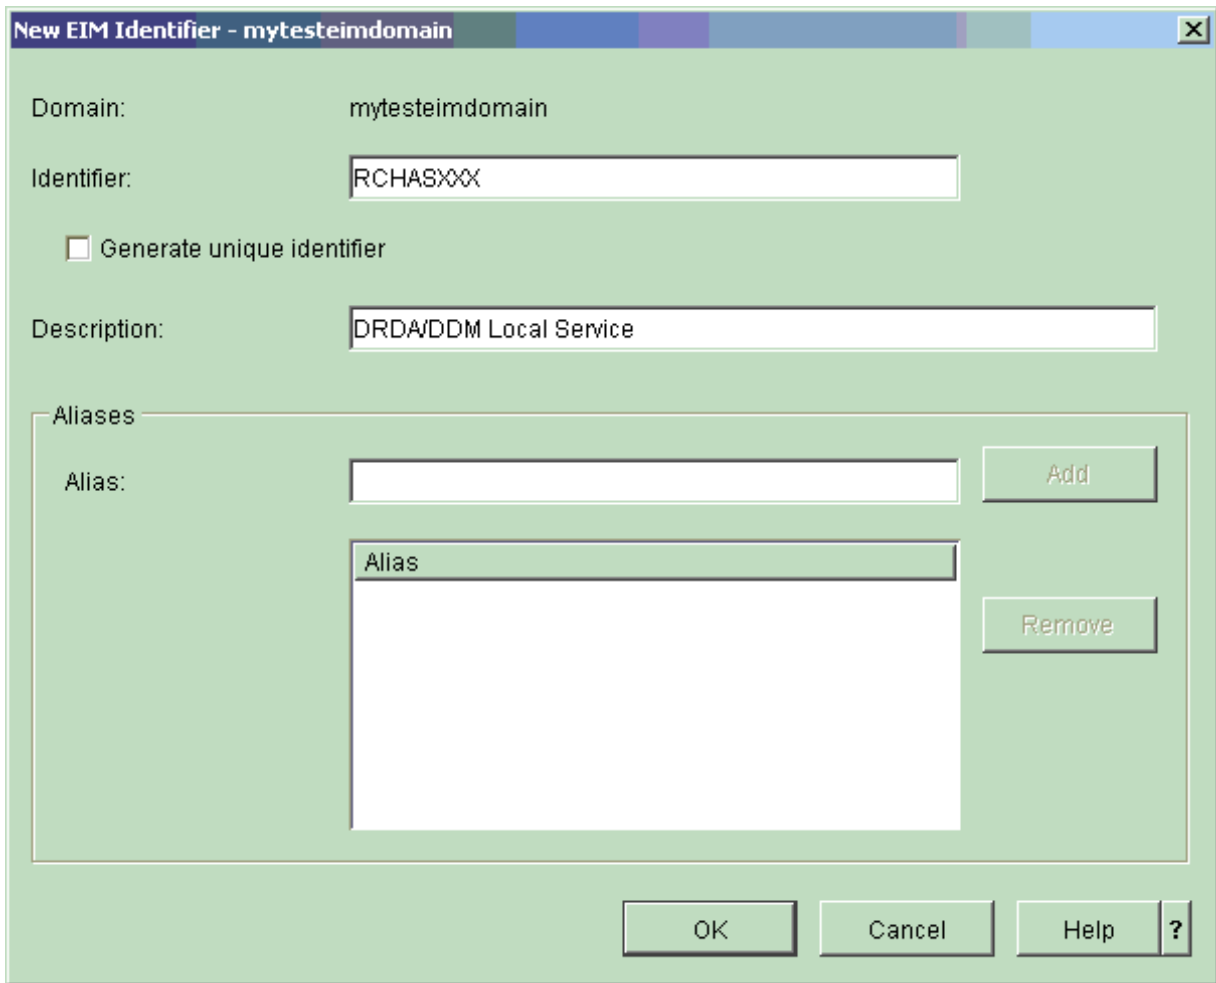 New EIM Identifier - mytesteimdomain
Domain: mytesteimdomain
Identifier: RCHASXXX
Generate unique identifier
Description: DRDA/DDM Local Service
Aliases
Alias: Add
Alias
Remove
OK Cancel Help ?